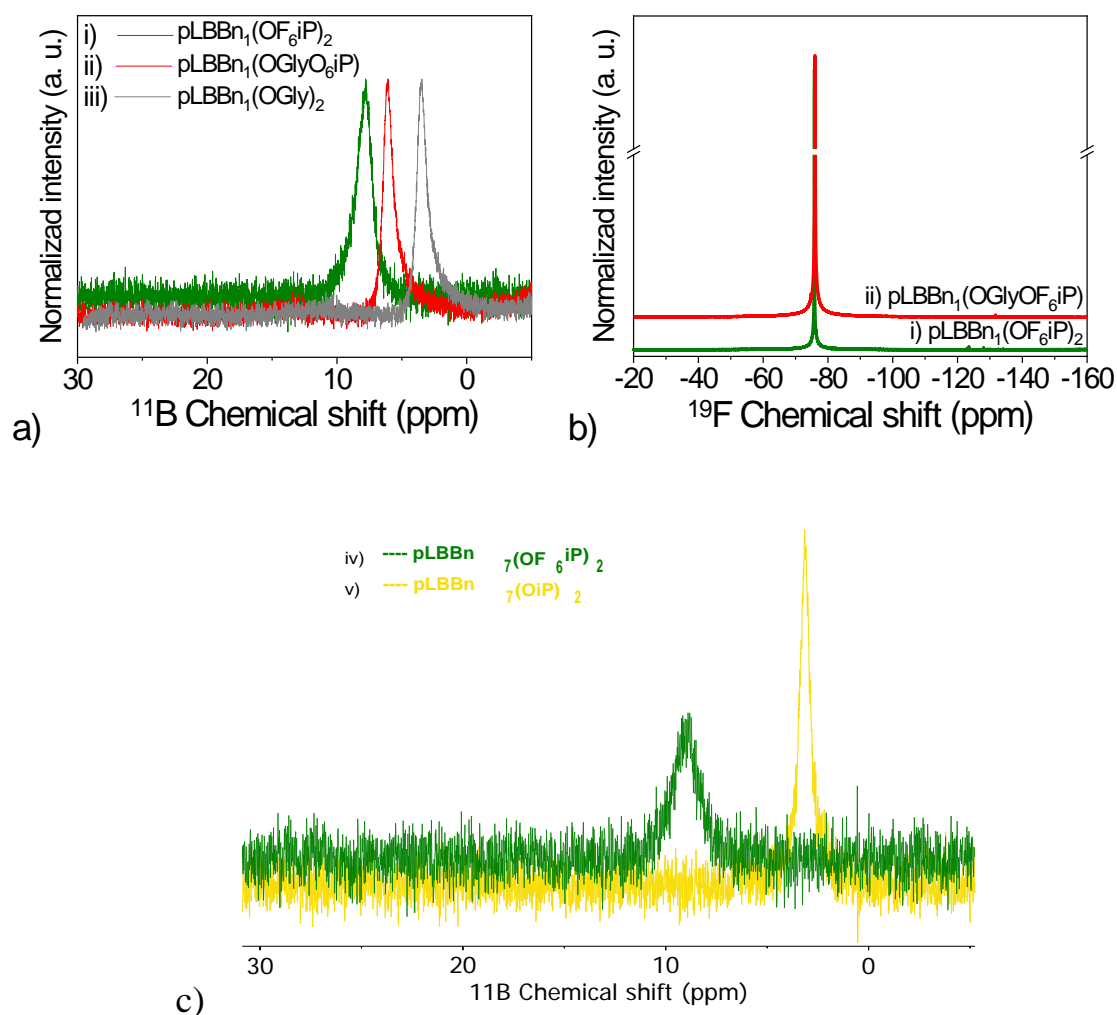 i) pLBBn₁(OF₆iP)₂
ii) pLBBn₁(OGlyO₆iP)
iii) pLBBn₁(OGly)₂
Normalizad intensity (a. u.)
30 20 10 0
¹¹B Chemical shift (ppm)
a)
Normalizad intensity (a. u.)
ii) pLBBn₁(OGlyOF₆iP)
i) pLBBn₁(OF₆iP)₂
-20 -40 -60 -80 -100 -120 -140 -160
¹⁹F Chemical shift (ppm)
b)
iv) ---- pLBBn ₇(OF ₆iP) ₂
v) ---- pLBBn ₇(OiP) ₂
30 20 10 0
11B Chemical shift (ppm)
c)